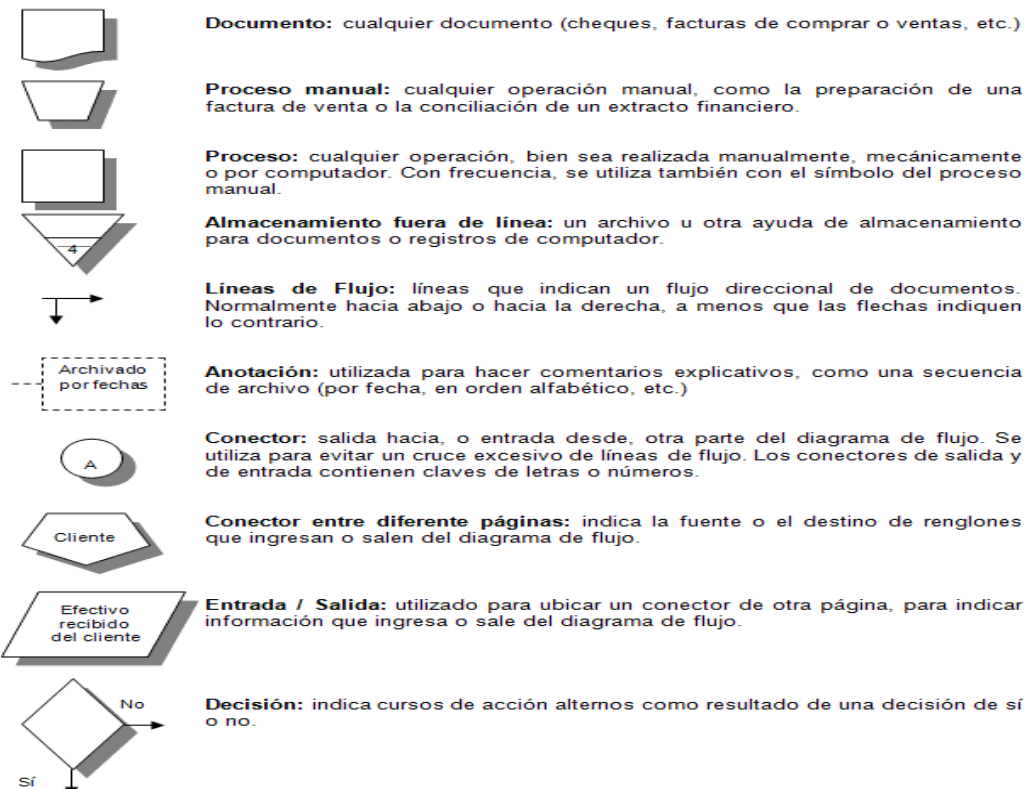 Documento: cualquier documento (cheques, facturas de comprar o ventas, etc.)
Proceso manual: cualquier operación manual, como la preparación de una
factura de venta o la conciliación de un extracto financiero.
Proceso: cualquier operación, bien sea realizada manualmente, mecánicamente
o por computador. Con frecuencia, se utiliza también con el símbolo del proceso
manual.
4
Almacenamiento fuera de línea: un archivo u otra ayuda de almacenamiento
para documentos o registros de computador.
Líneas de Flujo: líneas que indican un flujo direccional de documentos.
Normalmente hacia abajo o hacia la derecha, a menos que las flechas indiquen
lo contrario.
Archivado
por fechas
Anotación: utilizada para hacer comentarios explicativos, como una secuencia
de archivo (por fecha, en orden alfabético, etc.)
A
Conector: salida hacia, o entrada desde, otra parte del diagrama de flujo. Se
utiliza para evitar un cruce excesivo de líneas de flujo. Los conectores de salida y
de entrada contienen claves de letras o números.
Cliente
Conector entre diferente páginas: indica la fuente o el destino de renglones
que ingresan o salen del diagrama de flujo.
Efectivo
recibido
del cliente
Entrada / Salida: utilizado para ubicar un conector de otra página, para indicar
información que ingresa o sale del diagrama de flujo.
No
Sí
Decisión: indica cursos de acción alternos como resultado de una decisión de sí
o no.